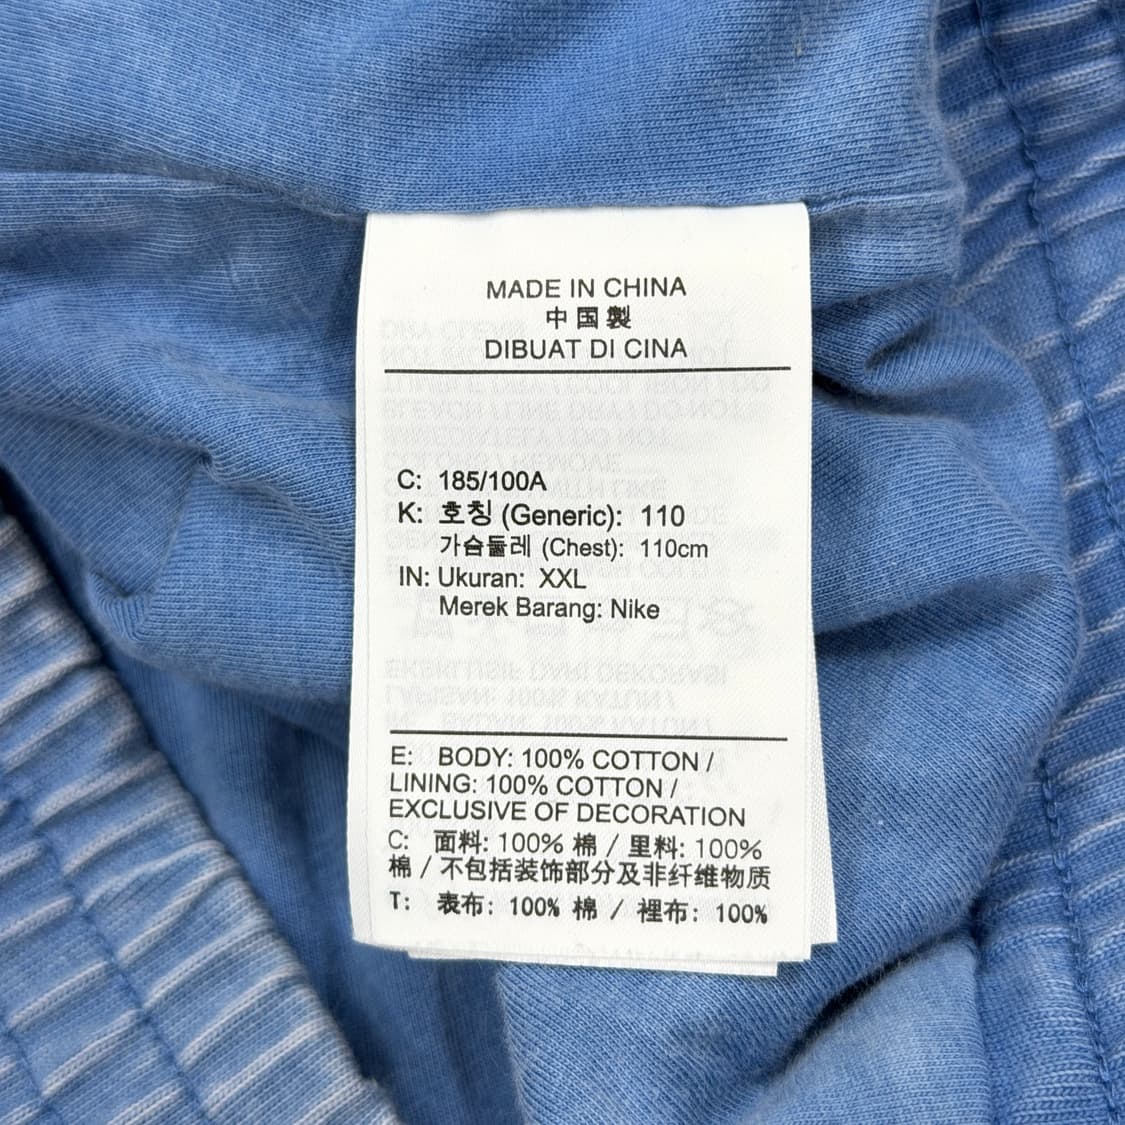 MADE IN CHINA
中国製
DIBUAT DI CINA
C: 185/100A
K: 호칭 (Generic): 110
가슴둘레 (Chest): 110cm
IN: Ukuran: XXL
Merek Barang: Nike
E: BODY: 100% COTTON /
LINING: 100% COTTON /
EXCLUSIVE OF DECORATION
C: 面料: 100% 棉 / 里料: 100%
棉 / 不包括装饰部分及非纤维物质
T: 表布: 100% 棉 / 裡布: 100%